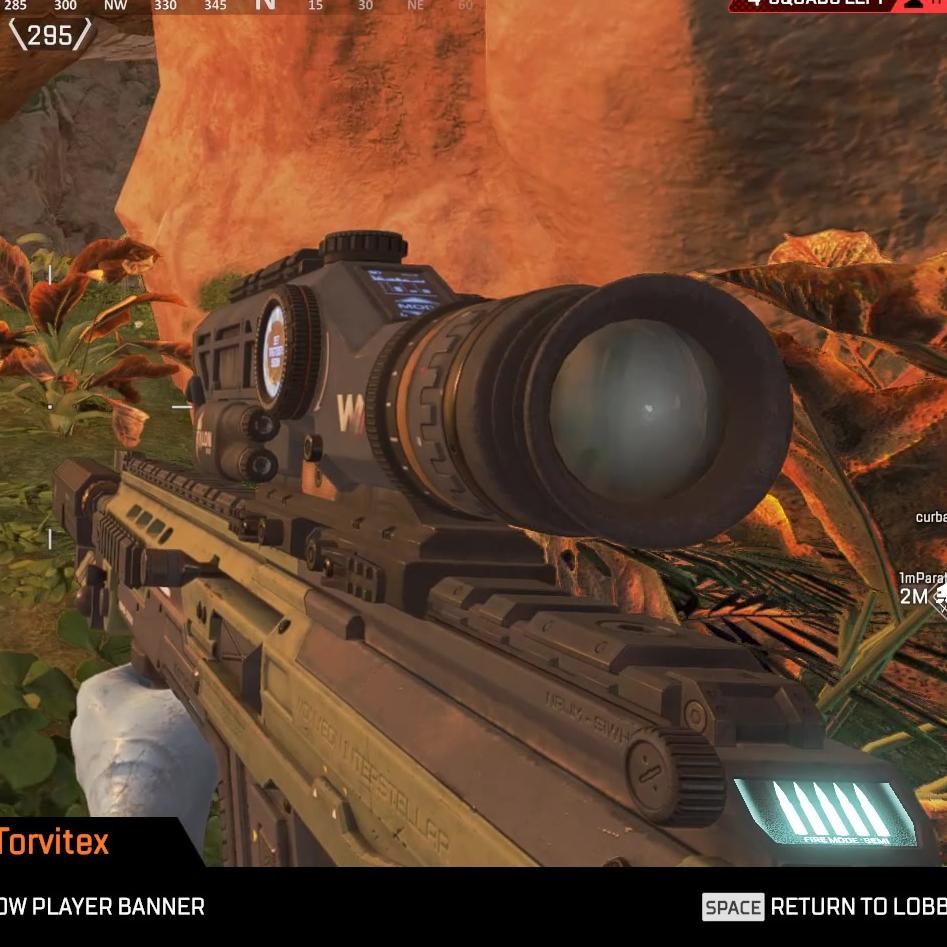 285 300 NW 330 345 N 15 30 NE 60
4 SQUADS LEFT
295
W
curba
1mPara
2M
FIRE MODE: SEMI
Torvitex
OW PLAYER BANNER
SPACE RETURN TO LOBB